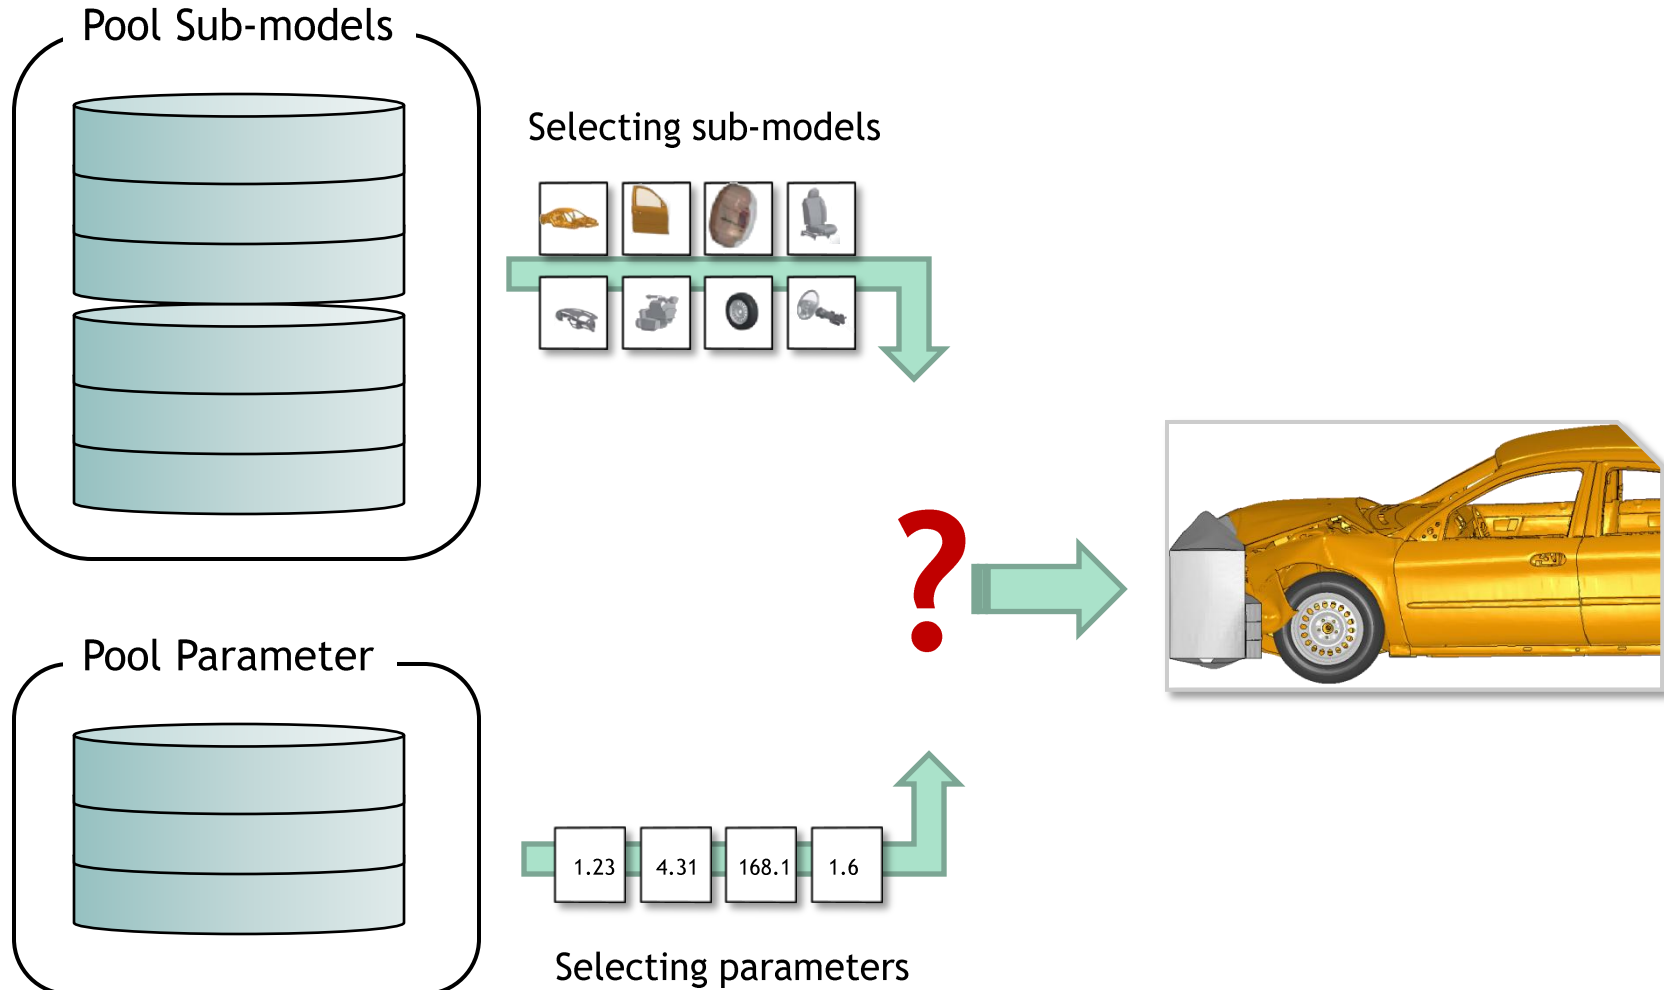 Pool Sub-models
Selecting sub-models
?
Pool Parameter
1.23 4.31 168.1 1.6
Selecting parameters